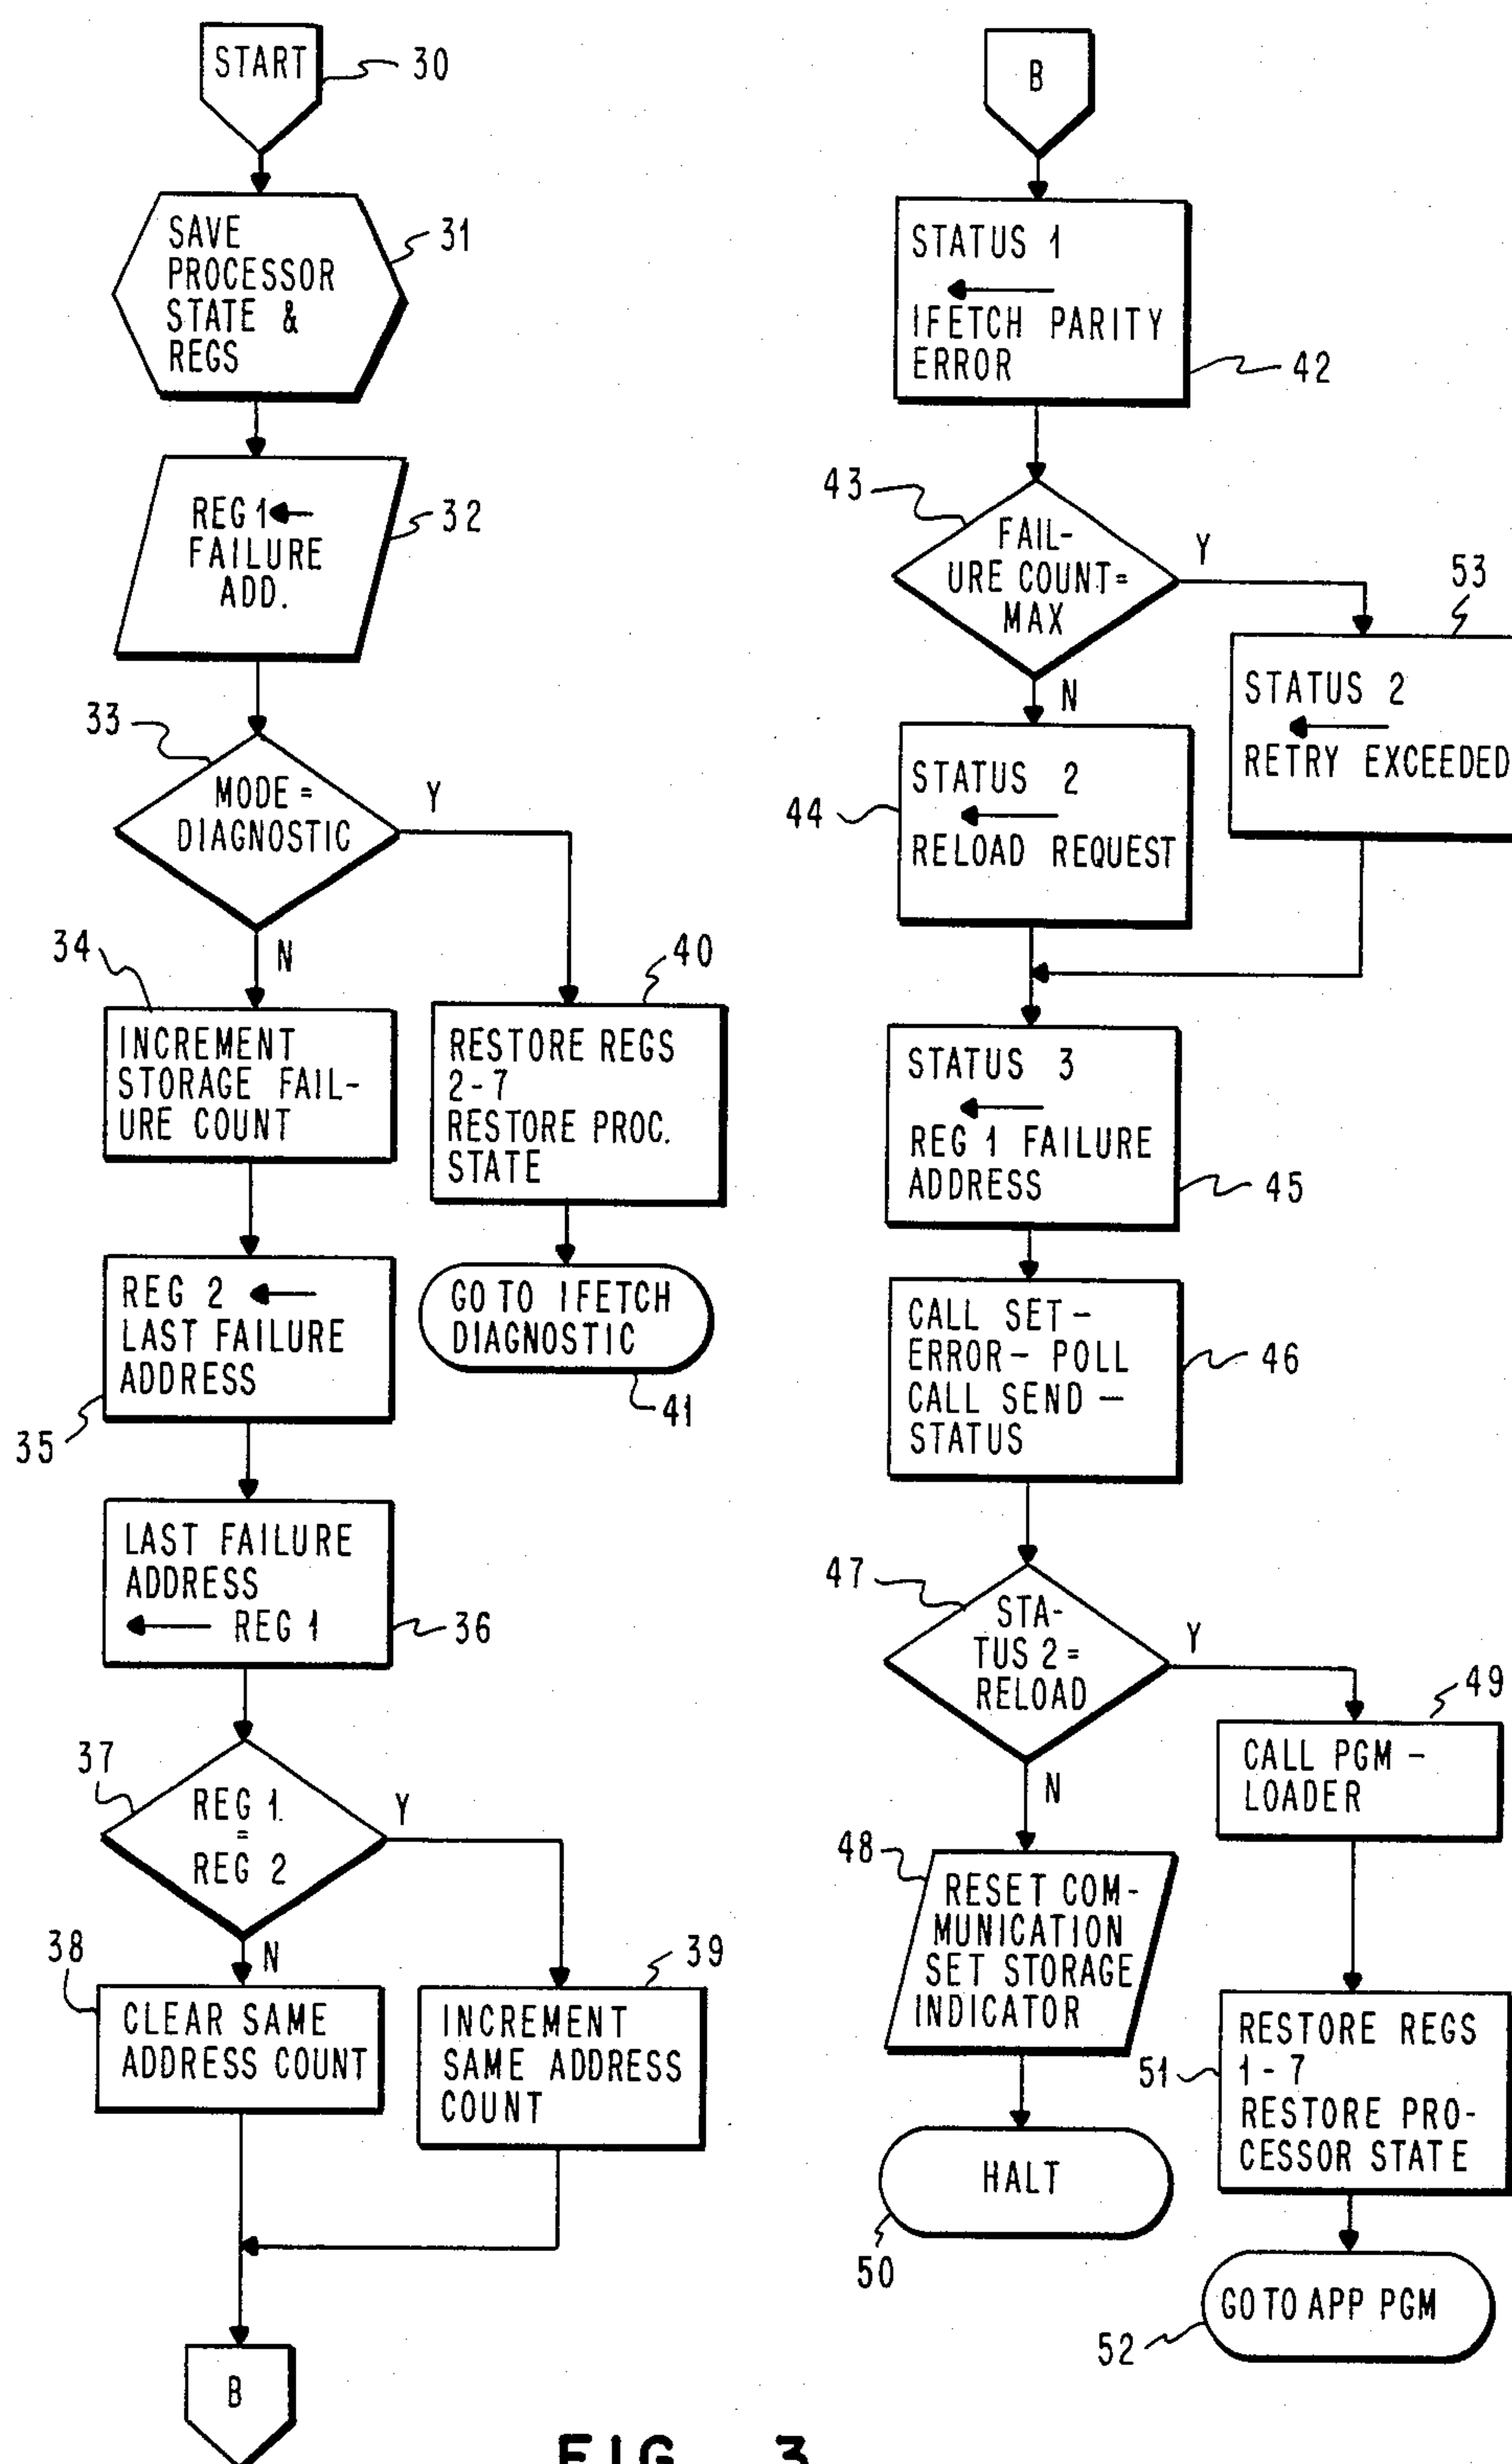 START
30
SAVE
PROCESSOR
STATE &
REGS
31
REG 1
FAILURE
ADD.
32
33
MODE =
DIAGNOSTIC
Y
N
34
INCREMENT
STORAGE FAIL-
URE COUNT
40
RESTORE REGS
2-7
RESTORE PROC.
STATE
REG 2
LAST FAILURE
ADDRESS
35
GO TO IFETCH
DIAGNOSTIC
41
LAST FAILURE
ADDRESS
REG 1
36
37
REG 1
=
REG 2
Y
N
38
CLEAR SAME
ADDRESS COUNT
39
INCREMENT
SAME ADDRESS
COUNT
B
B
STATUS 1
IFETCH PARITY
ERROR
42
43
FAIL-
URE COUNT=
MAX
Y
N
53
STATUS 2
RETRY EXCEEDED
44
STATUS 2
RELOAD REQUEST
STATUS 3
REG 1 FAILURE
ADDRESS
45
CALL SET-
ERROR- POLL
CALL SEND -
STATUS
46
47
STA-
TUS 2=
RELOAD
Y
N
49
CALL PGM -
LOADER
48
RESET COM-
MUNICATION
SET STORAGE
INDICATOR
51
RESTORE REGS
1-7
RESTORE PRO-
CESSOR STATE
HALT
50
GO TO APP PGM
52
FIG. 3